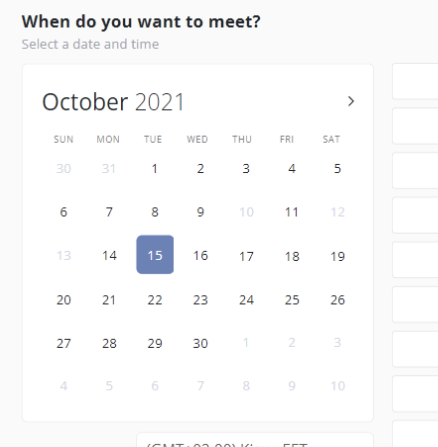 When do you want to meet?
Select a date and time
October 2021
SUN MON TUE WED THU FRI SAT
30 31 1 2 3 4 5
6 7 8 9 10 11 12
13 14 15 16 17 18 19
20 21 22 23 24 25 26
27 28 29 30 1 2 3
4 5 6 7 8 9 10